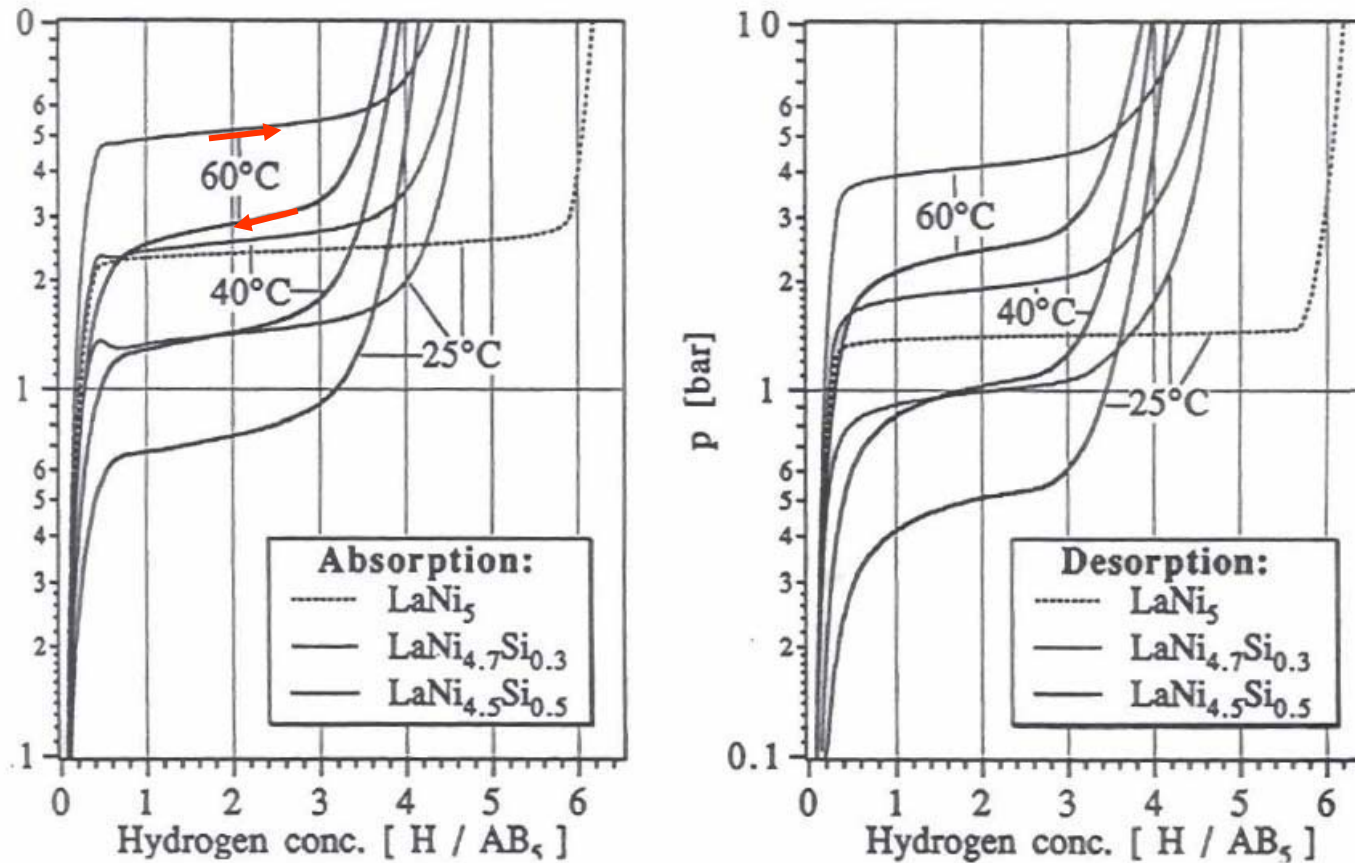 0
6
5
4
3
2
1
6
5
4
3
2
1
60°C
40°C
25°C
Absorption:
LaNi₅
LaNi₄.₇Si₀.₃
LaNi₄.₅Si₀.₅
0 1 2 3 4 5 6
Hydrogen conc. [ H / AB₅ ]
p [bar]
10
6
5
4
3
2
1
6
5
4
3
2
0.1
60°C
40°C
25°C
Desorption:
LaNi₅
LaNi₄.₇Si₀.₃
LaNi₄.₅Si₀.₅
0 1 2 3 4 5 6
Hydrogen conc. [ H / AB₅ ]